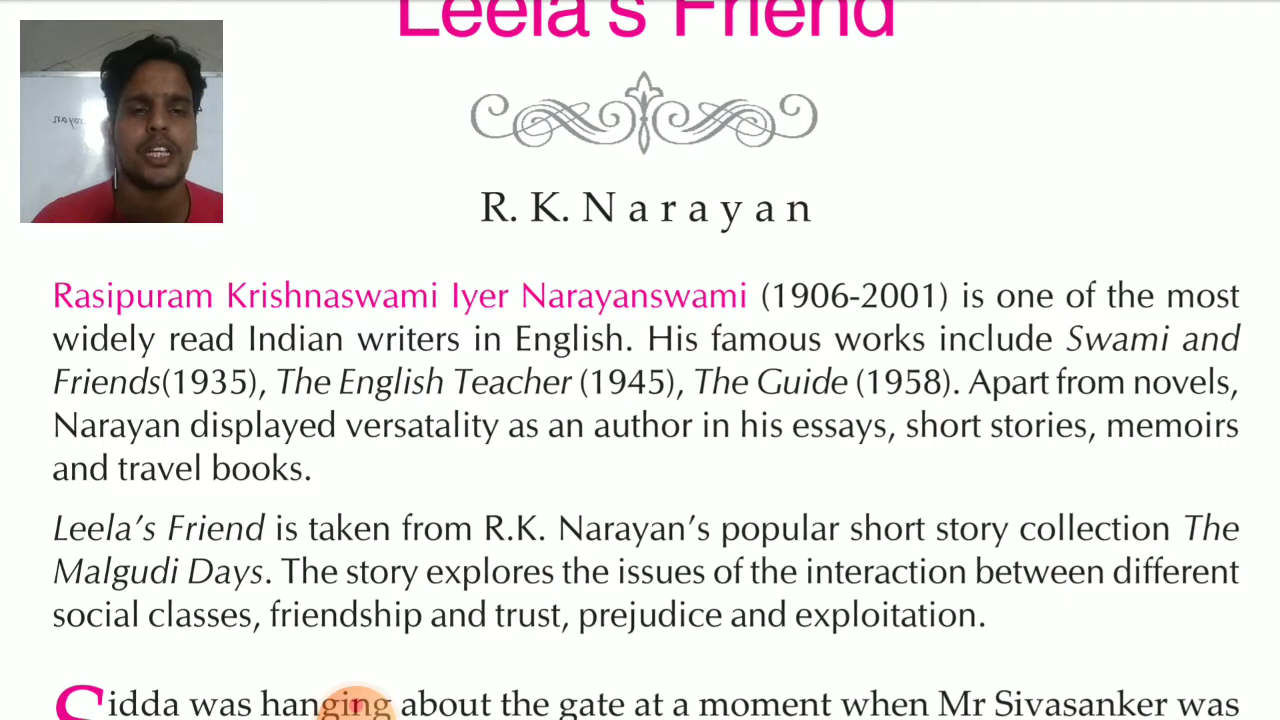 Leela's Friend
rayan
R. K. Narayan
Rasipuram Krishnaswami Iyer Narayanswami (1906-2001) is one of the most
widely read Indian writers in English. His famous works include Swami and
Friends(1935), The English Teacher (1945), The Guide (1958). Apart from novels,
Narayan displayed versatality as an author in his essays, short stories, memoirs
and travel books.
Leela's Friend is taken from R.K. Narayan's popular short story collection The
Malgudi Days. The story explores the issues of the interaction between different
social classes, friendship and trust, prejudice and exploitation.
Sidda was hanging about the gate at a moment when Mr Sivasanker was